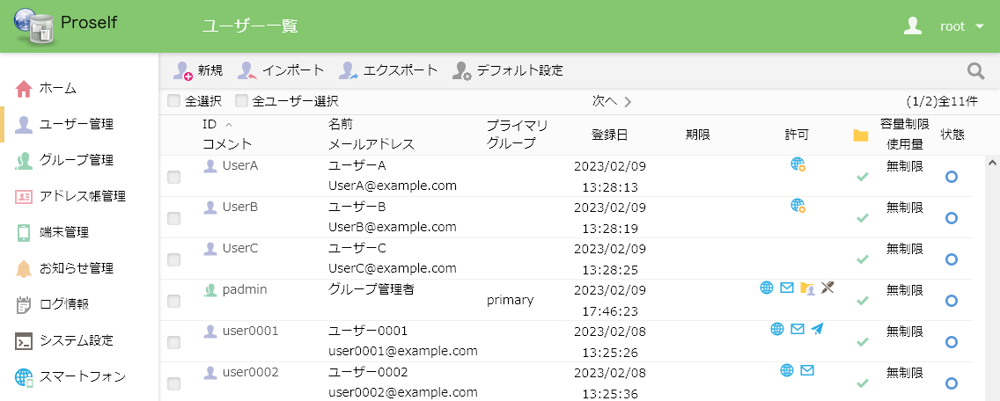 Proself
ユーザー一覧
root
新規 インポート エクスポート デフォルト設定
ホーム
ユーザー管理
グループ管理
アドレス帳管理
端末管理
お知らせ管理
ログ情報
システム設定
スマートフォン
全選択 全ユーザー選択 次へ (1/2)全11件
ID 名前 プライマリ 容量制限
コメント メールアドレス グループ 登録日 期限 許可 使用量 状態
UserA ユーザーA 2023/02/09 無制限
UserA@example.com 13:28:13
UserB ユーザーB 2023/02/09 無制限
UserB@example.com 13:28:19
UserC ユーザーC 2023/02/09 無制限
UserC@example.com 13:28:25
padmin グループ管理者 2023/02/09 無制限
primary 17:46:23
user0001 ユーザー0001 2023/02/08 無制限
user0001@example.com 13:25:26
user0002 ユーザー0002 2023/02/08 無制限
user0002@example.com 13:25:36